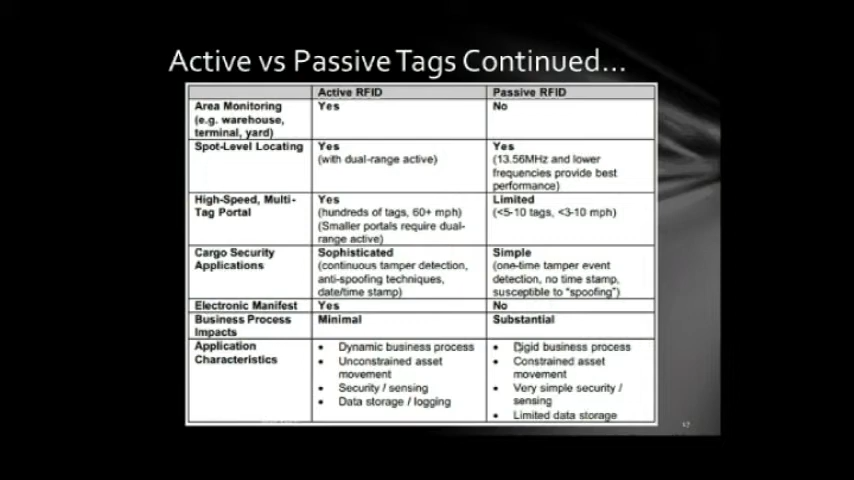 Active vs Passive Tags Continued...
Active RFID Passive RFID
Area Monitoring Yes No
(e.g. warehouse,
terminal, yard)
Spot-Level Locating Yes Yes
(with dual-range active) (13.56MHz and lower
frequencies provide best
performance)
High-Speed, Multi- Yes Limited
Tag Portal (hundreds of tags, 60+ mph) (<5-10 tags, <3-10 mph)
(Smaller portals require dual-
range active)
Cargo Security Sophisticated Simple
Applications (continuous tamper detection, (one-time tamper event
anti-spoofing techniques, detection, no time stamp,
date/time stamp) susceptible to "spoofing")
Electronic Manifest Yes No
Business Process Minimal Substantial
Impacts
Application • Dynamic business process • Rigid business process
Characteristics • Unconstrained asset • Constrained asset
movement movement
• Security / sensing • Very simple security /
• Data storage / logging sensing
• Limited data storage
17